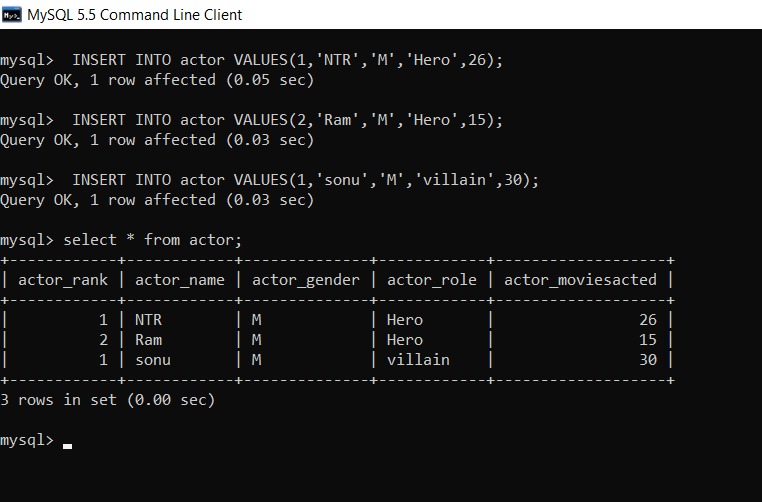 MySQL 5.5 Command Line Client
mysql>  INSERT INTO actor VALUES(1,'NTR','M','Hero',26);
Query OK, 1 row affected (0.05 sec)
mysql>  INSERT INTO actor VALUES(2,'Ram','M','Hero',15);
Query OK, 1 row affected (0.03 sec)
mysql>  INSERT INTO actor VALUES(1,'sonu','M','villain',30);
Query OK, 1 row affected (0.03 sec)
mysql> select * from actor;
+------------+------------+--------------+------------+-------------------+
| actor_rank | actor_name | actor_gender | actor_role | actor_moviesacted |
+------------+------------+--------------+------------+-------------------+
|          1 | NTR        | M            | Hero       |                26 |
|          2 | Ram        | M            | Hero       |                15 |
|          1 | sonu       | M            | villain    |                30 |
+------------+------------+--------------+------------+-------------------+
3 rows in set (0.00 sec)
mysql>